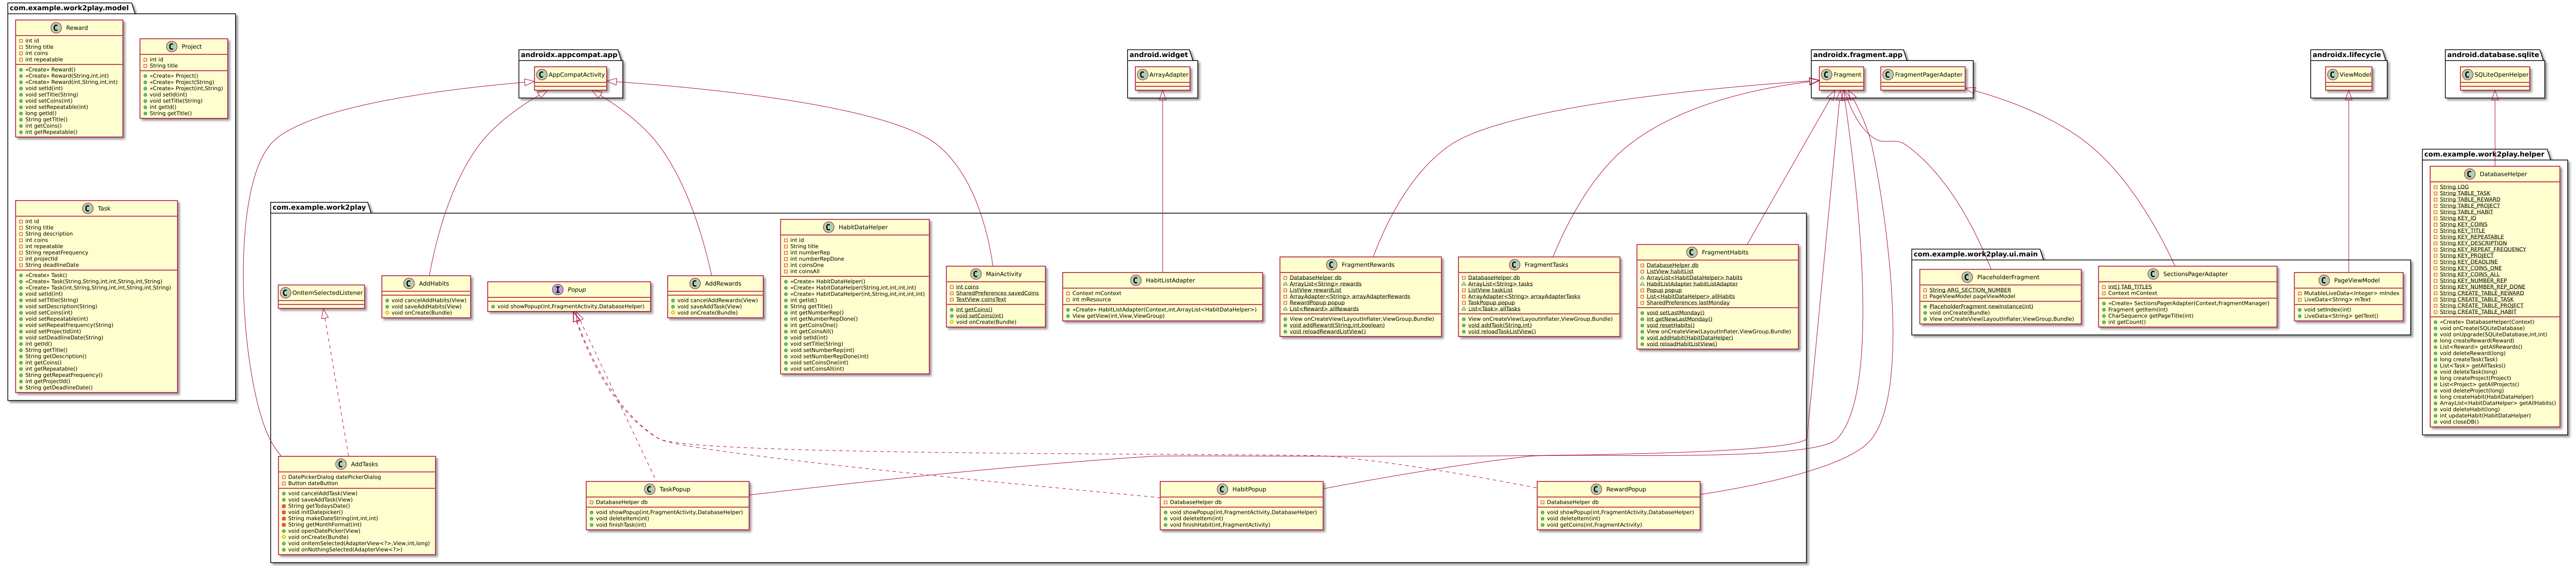 com.example.work2play.model
Reward
int id
String title
int coins
int repeatable
«Create» Reward()
«Create» Reward(String,int,int)
«Create» Reward(int,String,int,int)
void setId(int)
void setTitle(String)
void setCoins(int)
void setRepeatable(int)
long getId()
String getTitle()
int getCoins()
int getRepeatable()
Project
int id
String title
«Create» Project()
«Create» Project(String)
«Create» Project(int,String)
void setId(int)
void setTitle(String)
int getId()
String getTitle()
Task
int id
String title
String description
int coins
int repeatable
String repeatFrequency
int projectId
String deadlineDate
«Create» Task()
«Create» Task(String,String,int,int,String,int,String)
«Create» Task(int,String,String,int,int,String,int,String)
void setId(int)
void setTitle(String)
void setDescription(String)
void setCoins(int)
void setRepeatable(int)
void setRepeatFrequency(String)
void setProjectId(int)
void setDeadlineDate(String)
int getId()
String getTitle()
String getDescription()
int getCoins()
int getRepeatable()
String getRepeatFrequency()
int getProjectId()
String getDeadlineDate()
androidx.appcompat.app
AppCompatActivity
android.widget
ArrayAdapter
androidx.fragment.app
Fragment
FragmentPagerAdapter
androidx.lifecycle
ViewModel
android.database.sqlite
SQLiteOpenHelper
com.example.work2play
OnItemSelectedListener
AddHabits
void cancelAddHabits(View)
void saveAddHabits(View)
void onCreate(Bundle)
Popup
void showPopup(int,FragmentActivity,DatabaseHelper)
AddRewards
void cancelAddRewards(View)
void saveAddTask(View)
void onCreate(Bundle)
HabitDataHelper
int id
String title
int numberRep
int numberRepDone
int coinsOne
int coinsAll
«Create» HabitDataHelper()
«Create» HabitDataHelper(String,int,int,int,int)
«Create» HabitDataHelper(int,String,int,int,int,int)
int getId()
String getTitle()
int getNumberRep()
int getNumberRepDone()
int getCoinsOne()
int getCoinsAll()
void setId(int)
void setTitle(String)
void setNumberRep(int)
void setNumberRepDone(int)
void setCoinsOne(int)
void setCoinsAll(int)
MainActivity
int coins
SharedPreferences savedCoins
TextView coinsText
int getCoins()
void setCoins(int)
void onCreate(Bundle)
HabitListAdapter
Context mContext
int mResource
«Create» HabitListAdapter(Context,int,ArrayList<HabitDataHelper>)
View getView(int,View,ViewGroup)
FragmentRewards
DatabaseHelper db
ArrayList<String> rewards
ListView rewardList
ArrayAdapter<String> arrayAdapterRewards
RewardPopup popup
List<Reward> allRewards
View onCreateView(LayoutInflater,ViewGroup,Bundle)
void addReward(String,int,boolean)
void reloadRewardListView()
FragmentTasks
DatabaseHelper db
ArrayList<String> tasks
ListView taskList
ArrayAdapter<String> arrayAdapterTasks
TaskPopup popup
List<Task> allTasks
View onCreateView(LayoutInflater,ViewGroup,Bundle)
void addTask(String,int)
void reloadTaskListView()
FragmentHabits
DatabaseHelper db
ListView habitList
ArrayList<HabitDataHelper> habits
HabitListAdapter habitListAdapter
Popup popup
List<HabitDataHelper> allHabits
SharedPreferences lastMonday
void setLastMonday()
int getNewLastMonday()
void resetHabits()
View onCreateView(LayoutInflater,ViewGroup,Bundle)
void addHabit(HabitDataHelper)
void reloadHabitListView()
AddTasks
DatePickerDialog datePickerDialog
Button dateButton
void cancelAddTask(View)
void saveAddTask(View)
String getTodaysDate()
void initDatepicker()
String makeDateString(int,int,int)
String getMonthFormat(int)
void openDatePicker(View)
void onCreate(Bundle)
void onItemSelected(AdapterView<?>,View,int,long)
void onNothingSelected(AdapterView<?>)
TaskPopup
DatabaseHelper db
void showPopup(int,FragmentActivity,DatabaseHelper)
void deleteItem(int)
void finishTask(int)
HabitPopup
DatabaseHelper db
void showPopup(int,FragmentActivity,DatabaseHelper)
void deleteItem(int)
void finishHabit(int,FragmentActivity)
RewardPopup
DatabaseHelper db
void showPopup(int,FragmentActivity,DatabaseHelper)
void deleteItem(int)
void getCoins(int,FragmentActivity)
com.example.work2play.ui.main
PlaceholderFragment
String ARG_SECTION_NUMBER
PageViewModel pageViewModel
PlaceholderFragment newInstance(int)
void onCreate(Bundle)
View onCreateView(LayoutInflater,ViewGroup,Bundle)
SectionsPagerAdapter
int[] TAB_TITLES
Context mContext
«Create» SectionsPagerAdapter(Context,FragmentManager)
Fragment getItem(int)
CharSequence getPageTitle(int)
int getCount()
PageViewModel
MutableLiveData<Integer> mIndex
LiveData<String> mText
void setIndex(int)
LiveData<String> getText()
com.example.work2play.helper
DatabaseHelper
String LOG
String TABLE_TASK
String TABLE_REWARD
String TABLE_PROJECT
String TABLE_HABIT
String KEY_ID
String KEY_COINS
String KEY_TITLE
String KEY_REPEATABLE
String KEY_DESCRIPTION
String KEY_REPEAT_FREQUENCY
String KEY_PROJECT
String KEY_DEADLINE
String KEY_COINS_ONE
String KEY_COINS_ALL
String KEY_NUMBER_REP
String KEY_NUMBER_REP_DONE
String CREATE_TABLE_REWARD
String CREATE_TABLE_TASK
String CREATE_TABLE_PROJECT
String CREATE_TABLE_HABIT
«Create» DatabaseHelper(Context)
void onCreate(SQLiteDatabase)
void onUpgrade(SQLiteDatabase,int,int)
long createReward(Reward)
List<Reward> getAllRewards()
void deleteReward(long)
long createTask(Task)
List<Task> getAllTasks()
void deleteTask(long)
long createProject(Project)
List<Project> getAllProjects()
void deleteProject(long)
long createHabit(HabitDataHelper)
ArrayList<HabitDataHelper> getAllHabits()
void deleteHabit(long)
int updateHabit(HabitDataHelper)
void closeDB()